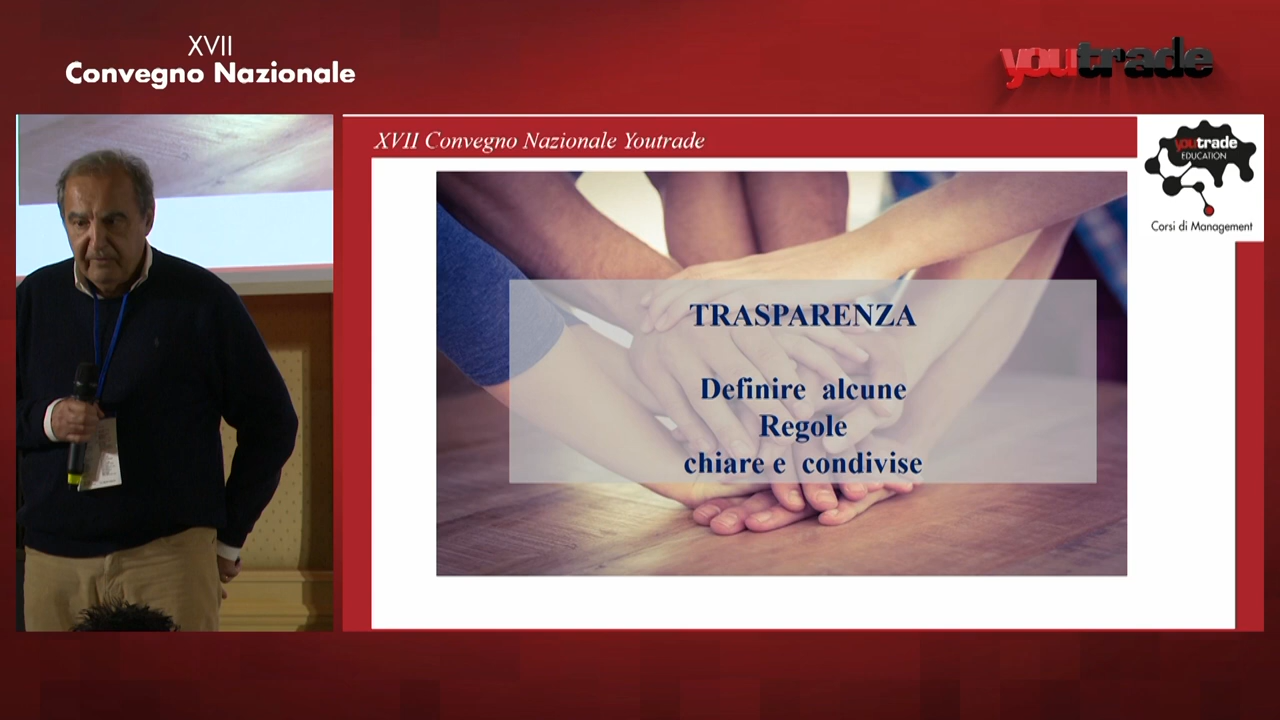 XVII
Convegno Nazionale
youtrade
XVII Convegno Nazionale Youtrade
youtrade
EDUCATION
Corsi di Management
TRASPARENZA
Definire alcune
Regole
chiare e condivise